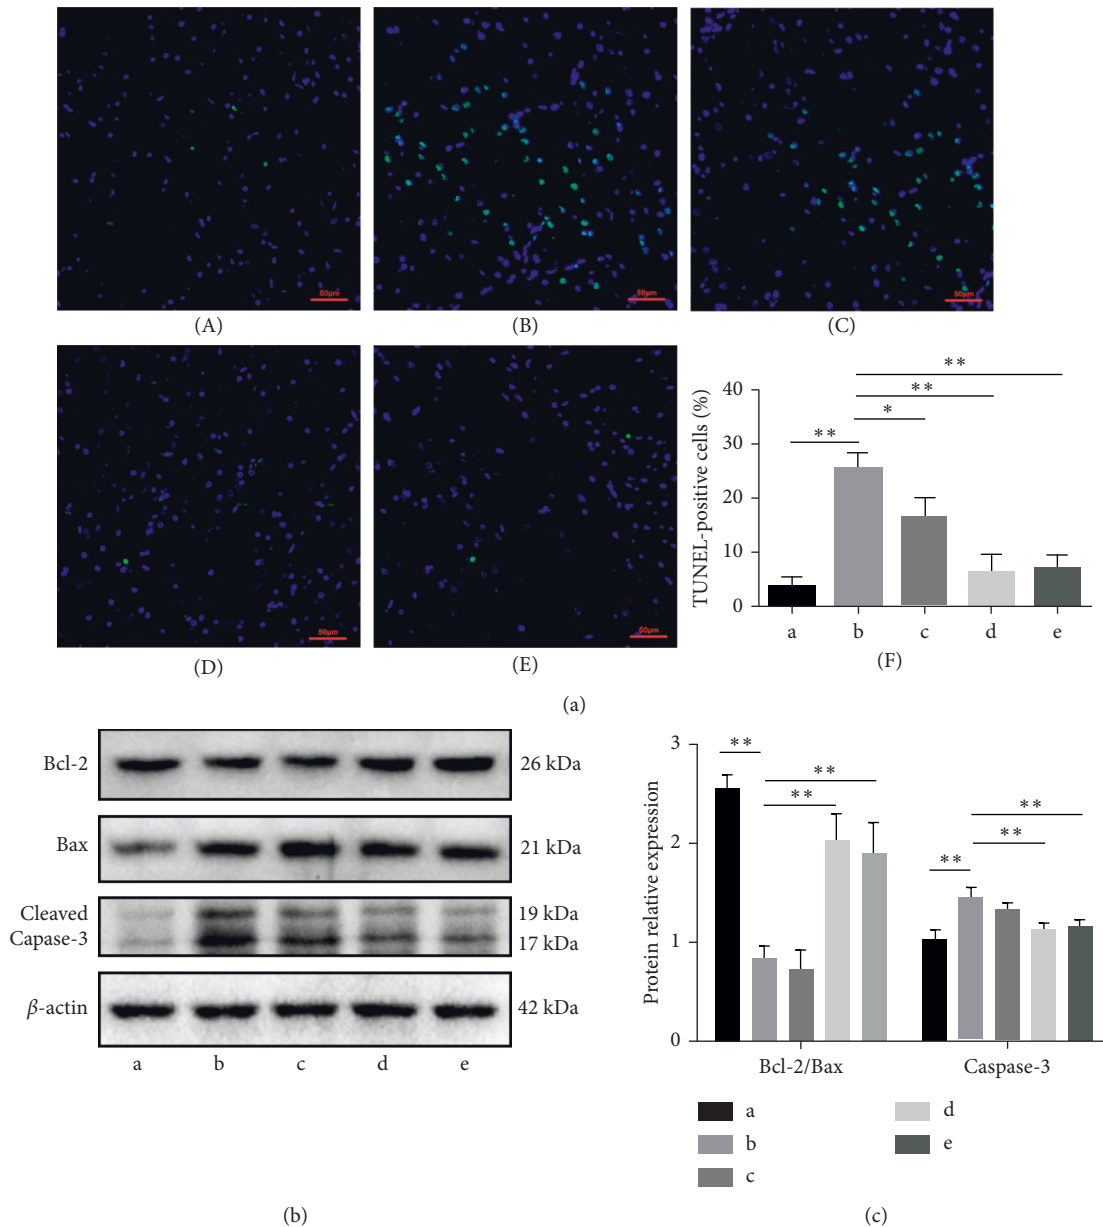 50μm
50μm
50μm
(A)
(B)
(C)
50μm
50μm
(D)
(E)
TUNEL-positive cells (%)
40
30
20
10
0
**
**
*
**
a b c d e
(F)
(a)
Bcl-2 26 kDa
Bax 21 kDa
Cleaved 19 kDa
Capase-3 17 kDa
β-actin 42 kDa
a b c d e
(b)
Protein relative expression
3
2
1
0
**
**
**
**
**
**
Bcl-2/Bax Caspase-3
a d
b e
c
(c)